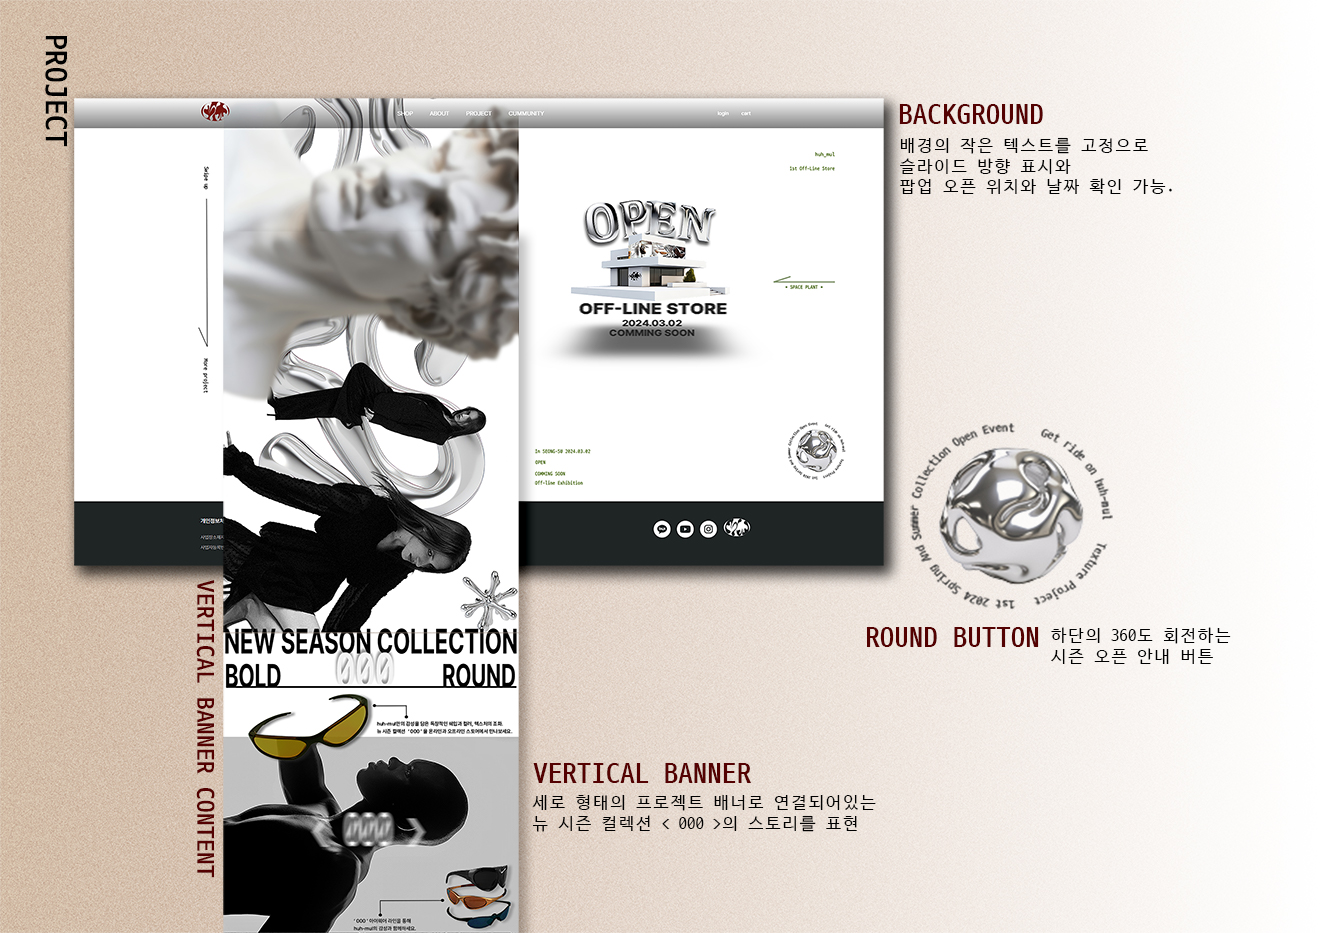 PROJECT
SHOP ABOUT PROJECT CUMMUNITY
login cart
Swipe up
More project
huh_mul
1st Off-Line Store
OPEN
OFF-LINE STORE
2024.03.02
COMMING SOON
• SPACE PLANT •
In SEONG-SU 2024.03.02
OPEN
COMMING SOON
Off-line Exhibition
개인정보처
BACKGROUND
배경의 작은 텍스트를 고정으로
슬라이드 방향 표시와
팝업 오픈 위치와 날짜 확인 가능.
Get ride on huh-mul
Texture Project
1st 2024 Spring And Summer Collection Open Event
ROUND BUTTON
하단의 360도 회전하는
시즌 오픈 안내 버튼
VERTICAL BANNER CONTENT
NEW SEASON COLLECTION
BOLD 000 ROUND
huh-mul만의 감성을 담은 독창적인 쉐입과 컬러, 텍스처의 조화.
뉴 시즌 컬렉션 '000'을 온라인과 오프라인 스토어에서 만나보세요.
'000' 아이웨어 라인을 통해
huh-mul의 감성과 함께하세요.
VERTICAL BANNER
세로 형태의 프로젝트 배너로 연결되어있는
뉴 시즌 컬렉션 < 000 >의 스토리를 표현